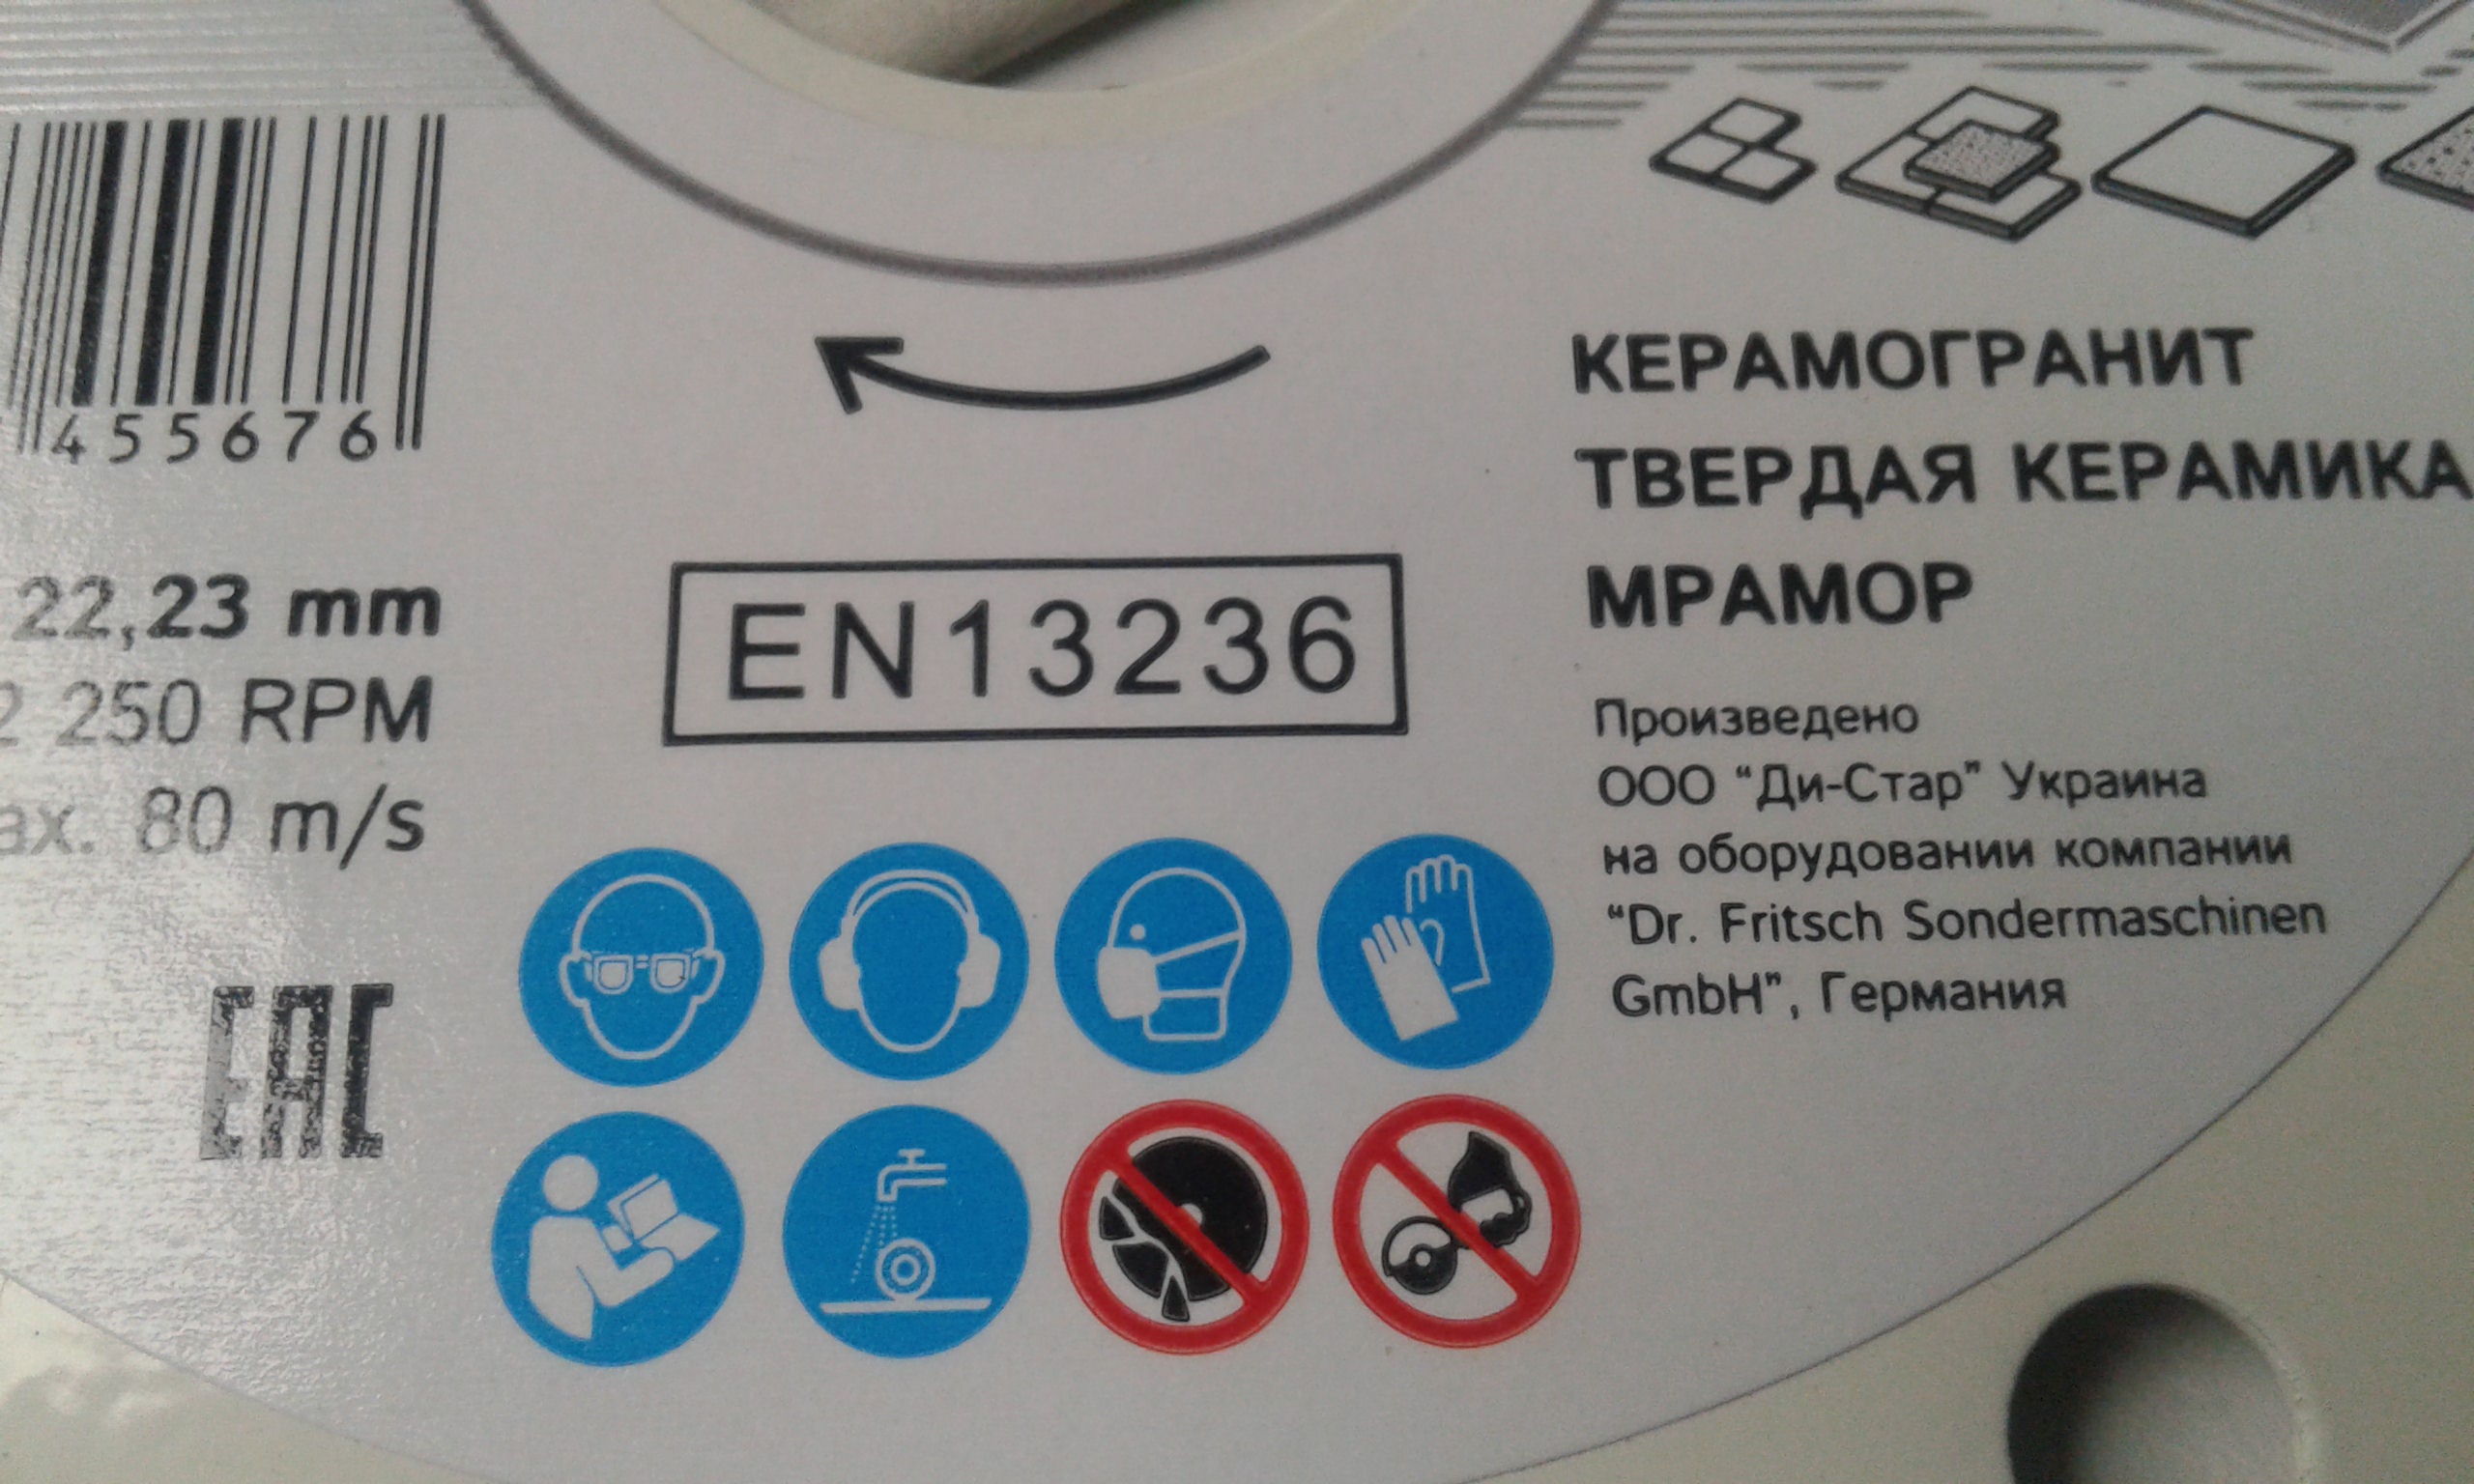 455676
22,23 mm
250 RPM
80 m/s
EAC
EN13236
КЕРАМОГРАНИТ
ТВЕРДАЯ КЕРАМИКА
МРАМОР
Произведено
ООО “Ди-Стар” Украина
на оборудовании компании
“Dr. Fritsch Sondermaschinen
GmbH”, Германия